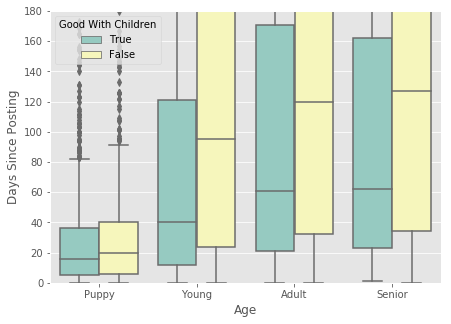 Good With Children
True
False
180
160
140
120
100
80
60
40
20
0
Days Since Posting
Puppy Young Adult Senior
Age